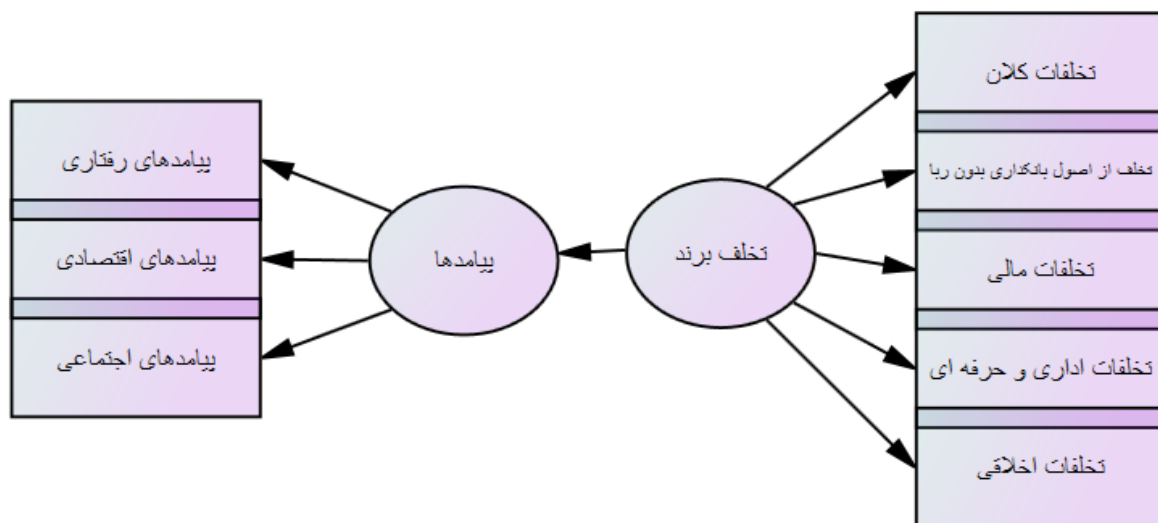 تخلفات کلان
تخلف از اصول بانکداری بدون ربا
تخلفات مالی
تخلفات اداری و حرفه ای
تخلفات اخلاقی
تخلف برند
پیامدها
پیامدهای رفتاری
پیامدهای اقتصادی
پیامدهای اجتماعی